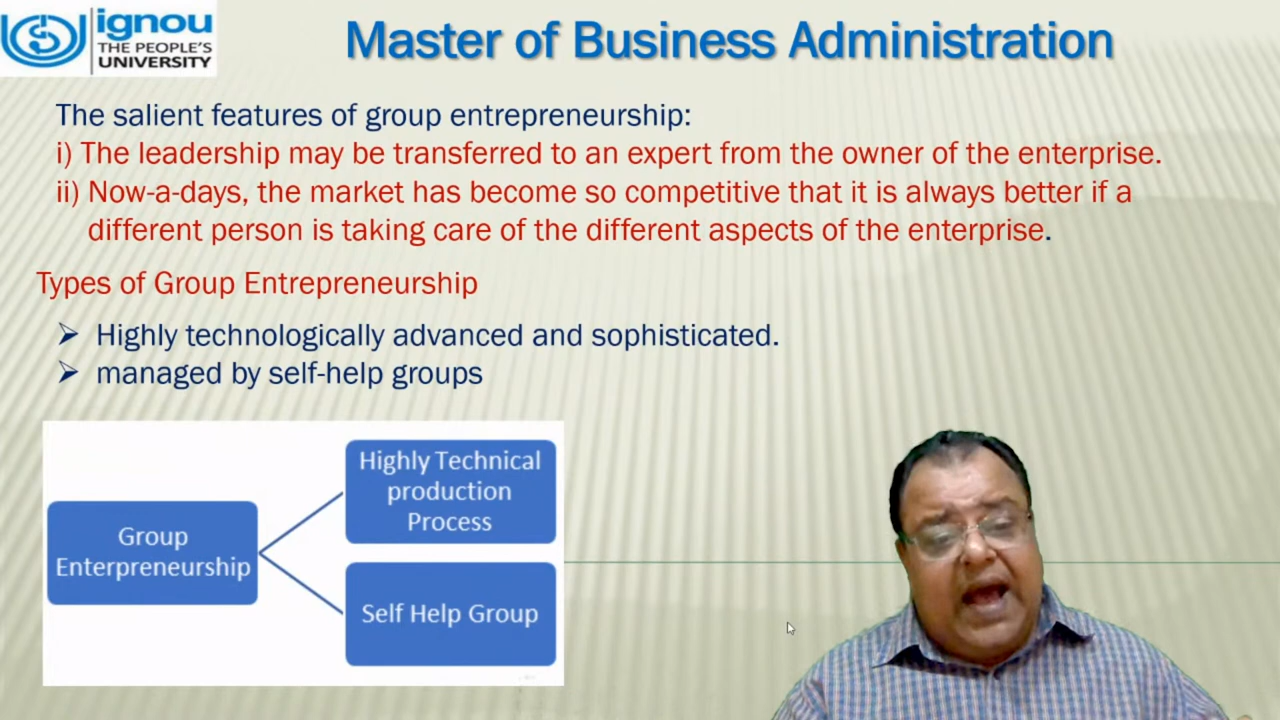 ignou
THE PEOPLE'S
UNIVERSITY
Master of Business Administration
The salient features of group entrepreneurship:
i) The leadership may be transferred to an expert from the owner of the enterprise.
ii) Now-a-days, the market has become so competitive that it is always better if a
different person is taking care of the different aspects of the enterprise.
Types of Group Entrepreneurship
➢ Highly technologically advanced and sophisticated.
➢ managed by self-help groups
Group
Enterpreneurship
Highly Technical
production
Process
Self Help Group